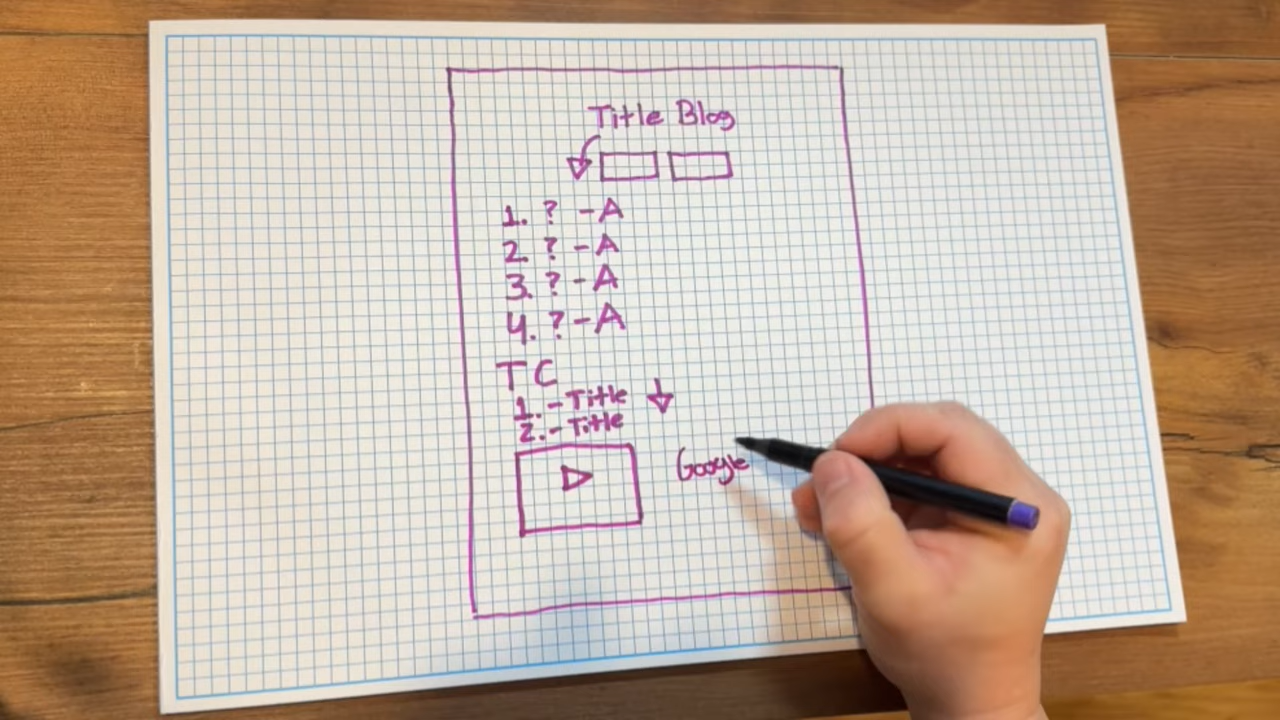 Title Blog
1. ? - A
2. ? - A
3. ? - A
4. ? - A
TC
1. - Title
2. - Title
Google